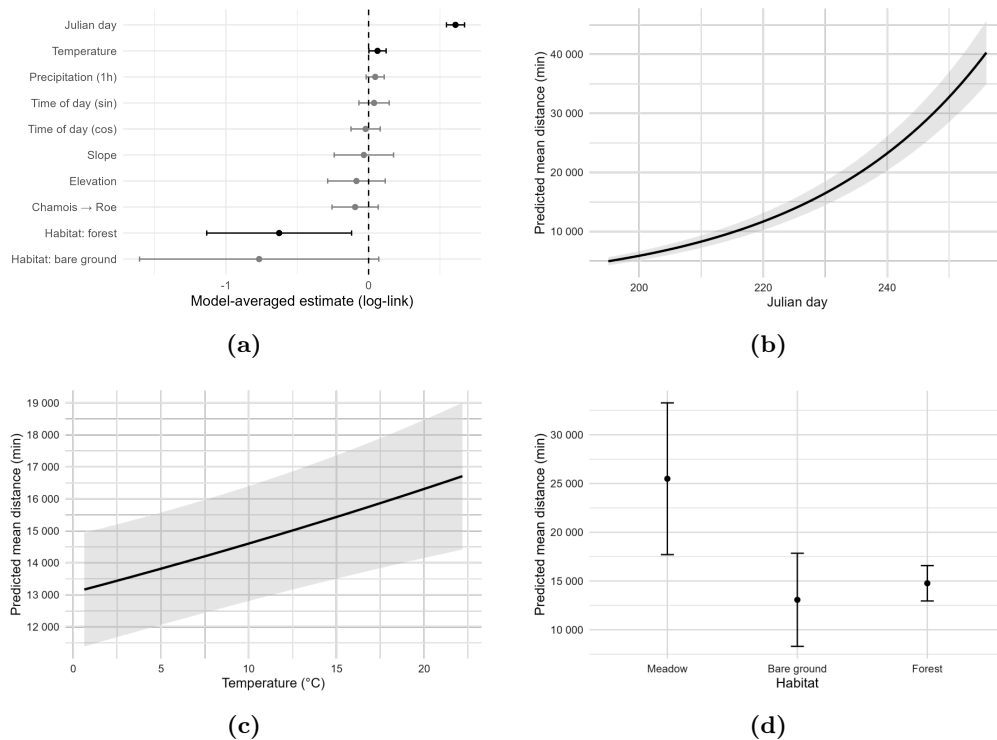 Julian day
Temperature
Precipitation (1h)
Time of day (sin)
Time of day (cos)
Slope
Elevation
Chamois → Roe
Habitat: forest
Habitat: bare ground
-1
0
Model-averaged estimate (log-link)
(a)
Predicted mean distance (min)
40 000
30 000
20 000
10 000
200
220
240
Julian day
(b)
Predicted mean distance (min)
19 000
18 000
17 000
16 000
15 000
14 000
13 000
12 000
0
5
10
15
20
Temperature (°C)
(c)
Predicted mean distance (min)
30 000
25 000
20 000
15 000
10 000
Meadow
Bare ground
Forest
Habitat
(d)